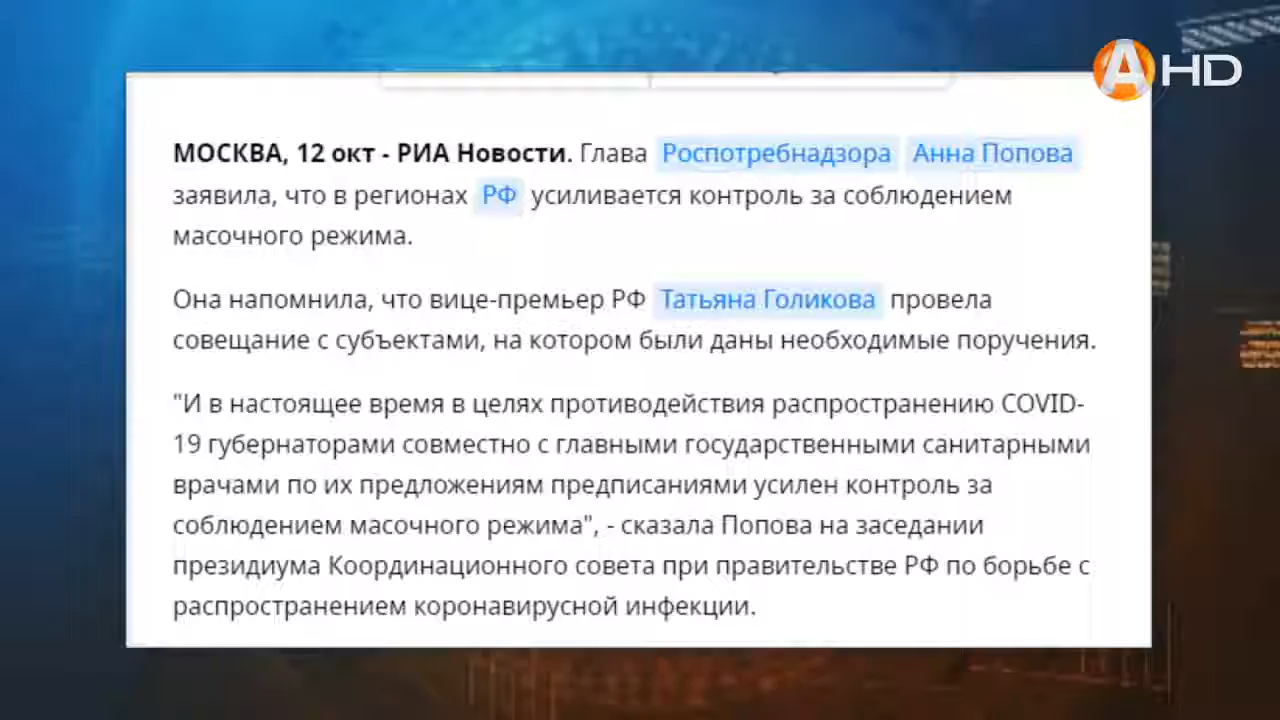 А HD
МОСКВА, 12 окт - РИА Новости. Глава Роспотребнадзора Анна Попова
заявила, что в регионах РФ усиливается контроль за соблюдением
масочного режима.
Она напомнила, что вице-премьер РФ Татьяна Голикова провела
совещание с субъектами, на котором были даны необходимые поручения.
"И в настоящее время в целях противодействия распространению COVID-
19 губернаторами совместно с главными государственными санитарными
врачами по их предложениям предписаниями усилен контроль за
соблюдением масочного режима", - сказала Попова на заседании
президиума Координационного совета при правительстве РФ по борьбе с
распространением коронавирусной инфекции.